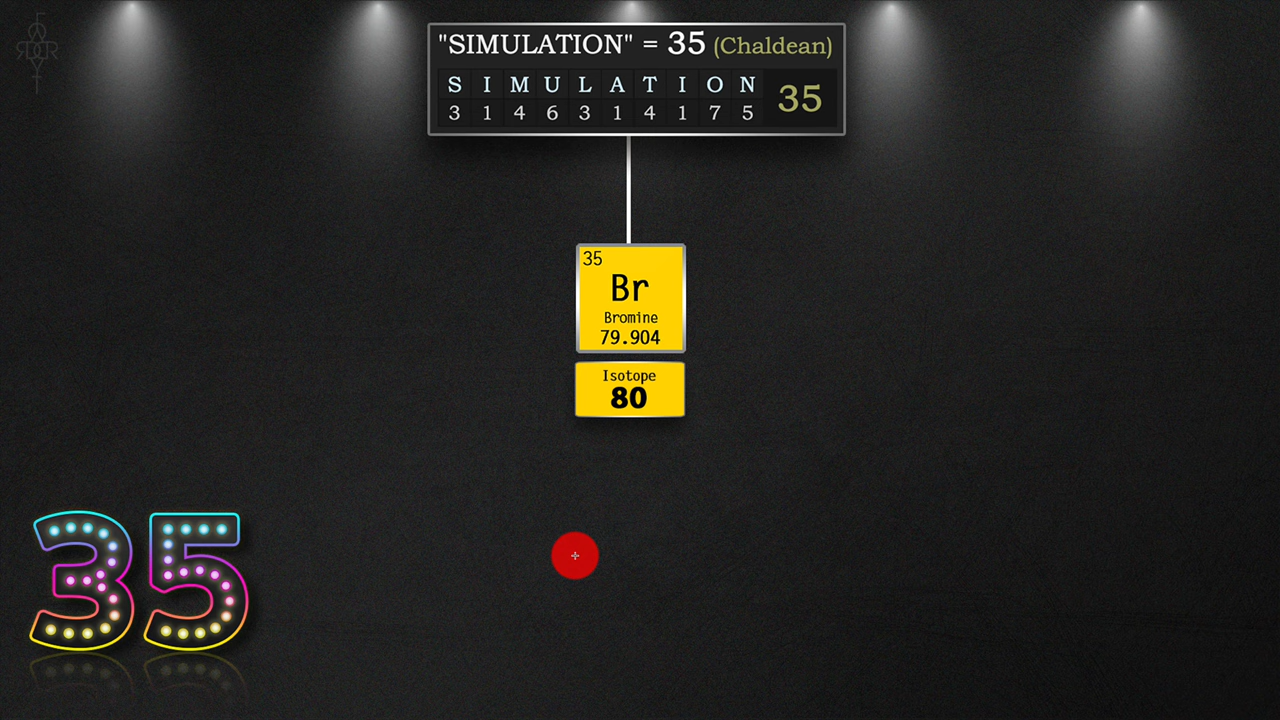 "SIMULATION" = 35 (Chaldean)
S I M U L A T I O N
3 1 4 6 3 1 4 1 7 5
35
35
Br
Bromine
79.904
Isotope
80
35